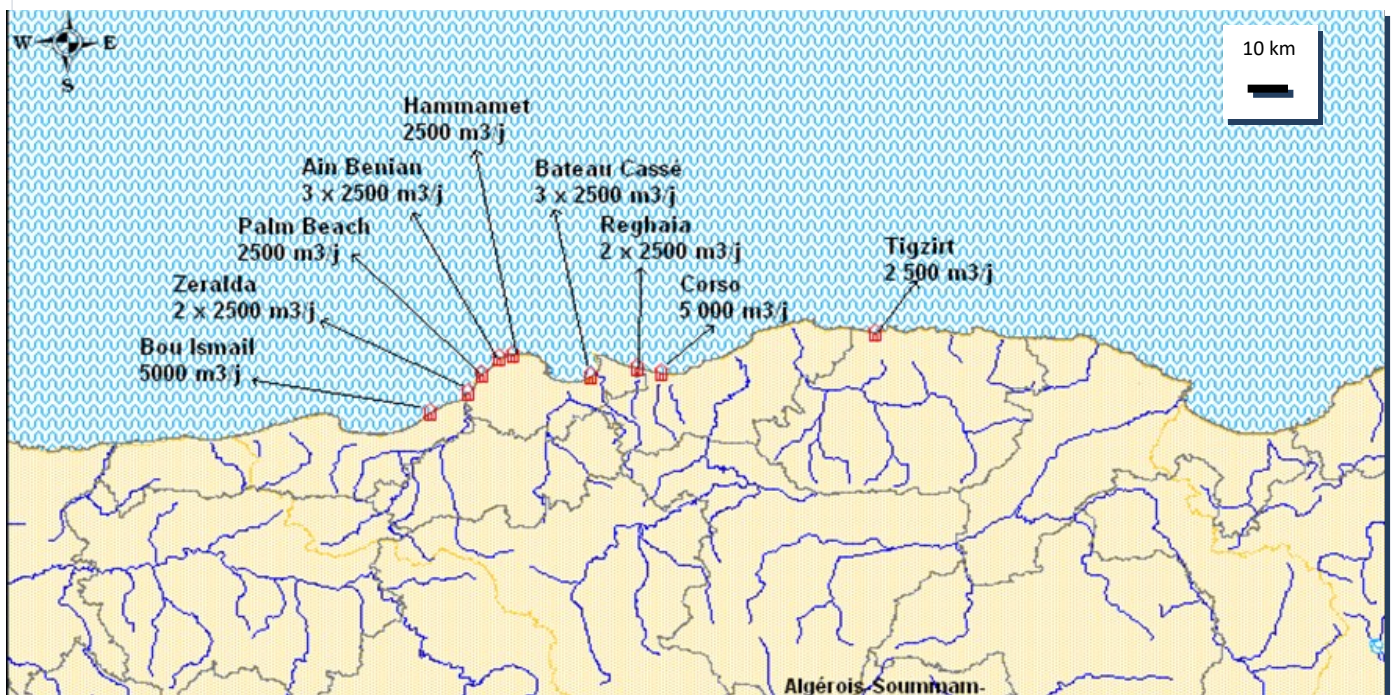 W E
S
10 km
Hammamet
2500 m3/j
Ain Benian
3 x 2500 m3/j
Bateau Cassé
3 x 2500 m3/j
Palm Beach
2500 m3/j
Reghaia
2 x 2500 m3/j
Tigzirt
2 500 m3/j
Zeralda
2 x 2500 m3/j
Corso
5 000 m3/j
Bou Ismail
5000 m3/j
Algérois-Soummam-